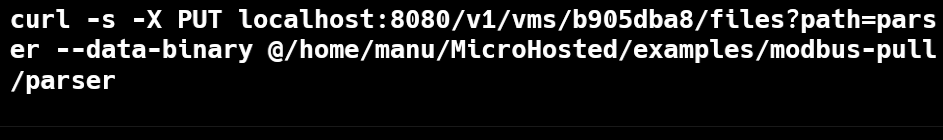 curl -s -X PUT localhost:8080/v1/vms/b905dba8/files?path=pars
er --data-binary @/home/manu/MicroHosted/examples/modbus-pull
/parser